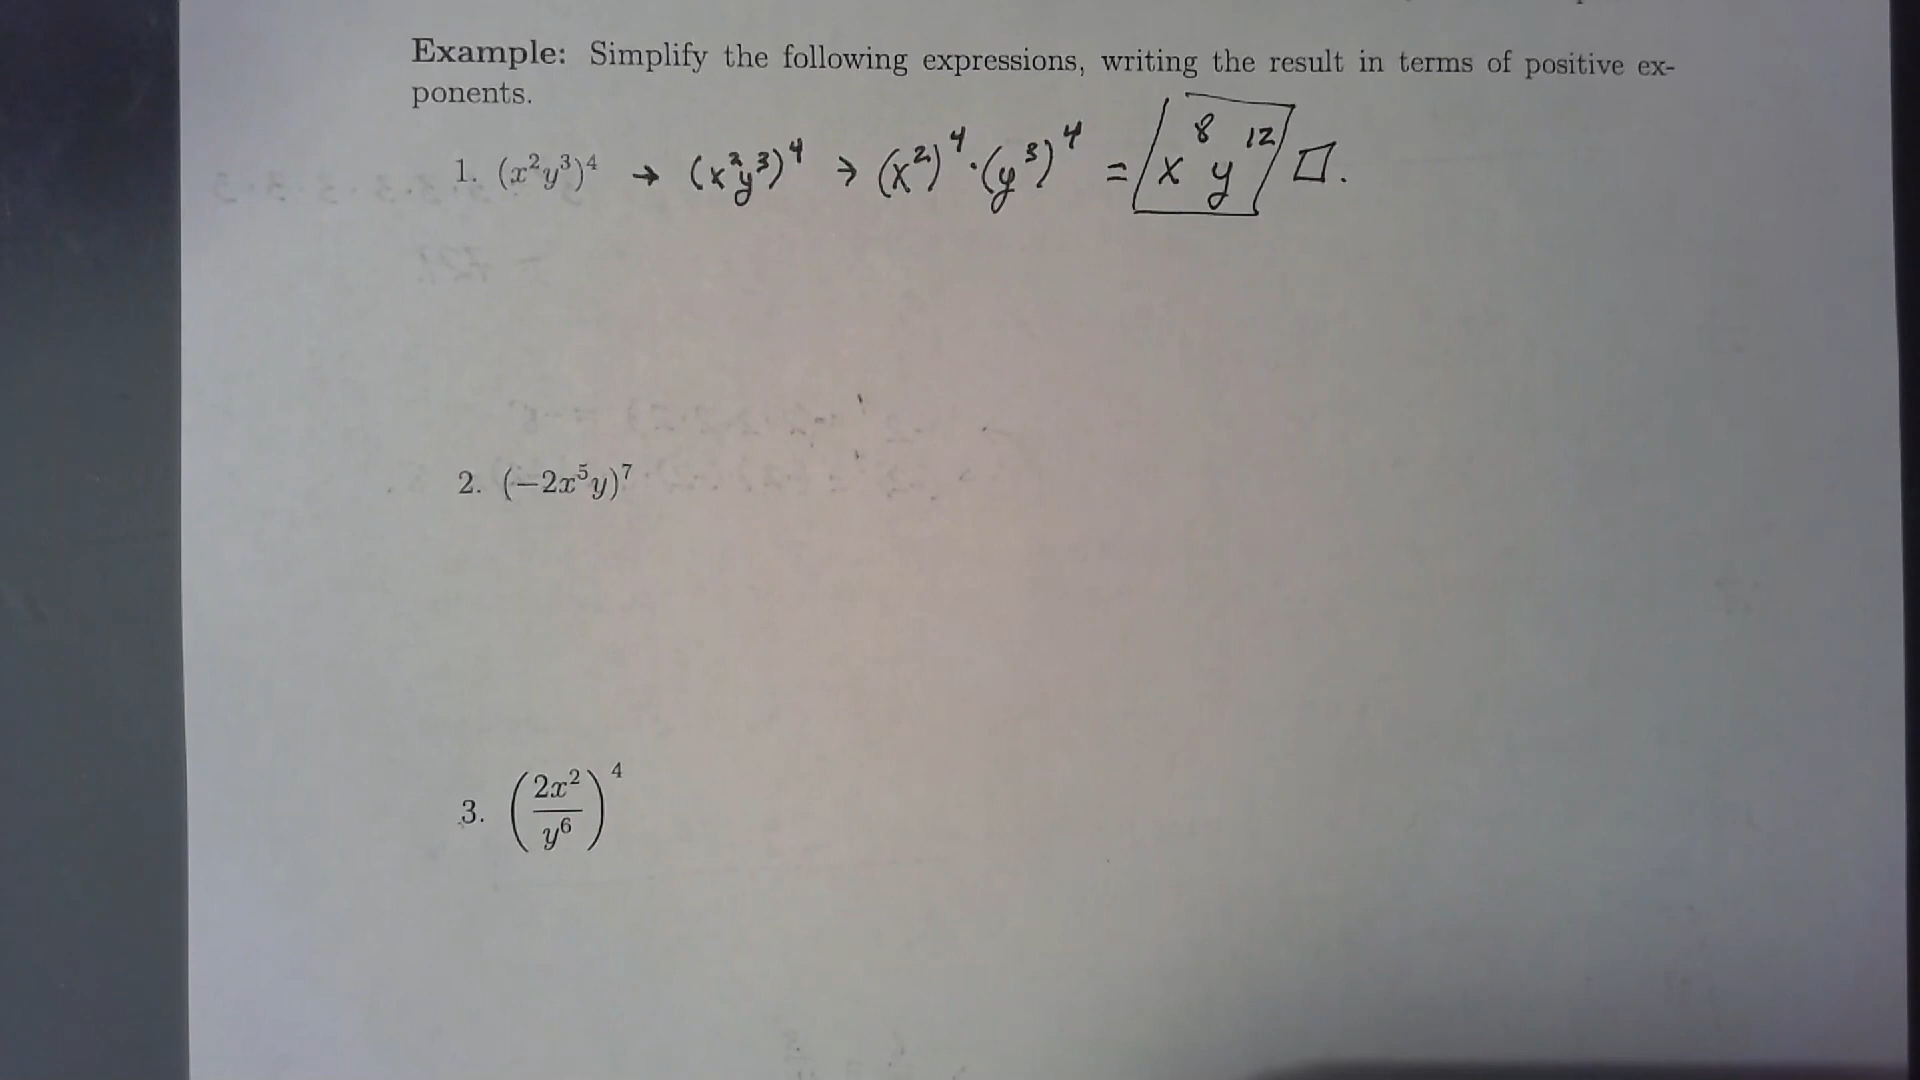 Example: Simplify the following expressions, writing the result in terms of positive ex-
ponents.
1. (x²y³)⁴ → (x²y³)⁴ → (x²)⁴·(y³)⁴ = x⁸ y¹² □.
2. (−2x⁵y)⁷
3. (2x²/y⁶)⁴